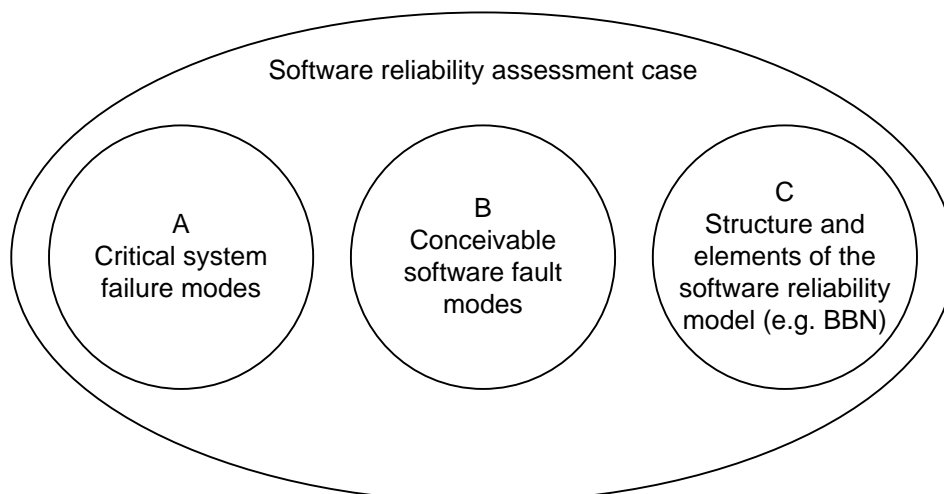 Software reliability assessment case
A
Critical system
failure modes
B
Conceivable
software fault
modes
C
Structure and
elements of the
software reliability
model (e.g. BBN)